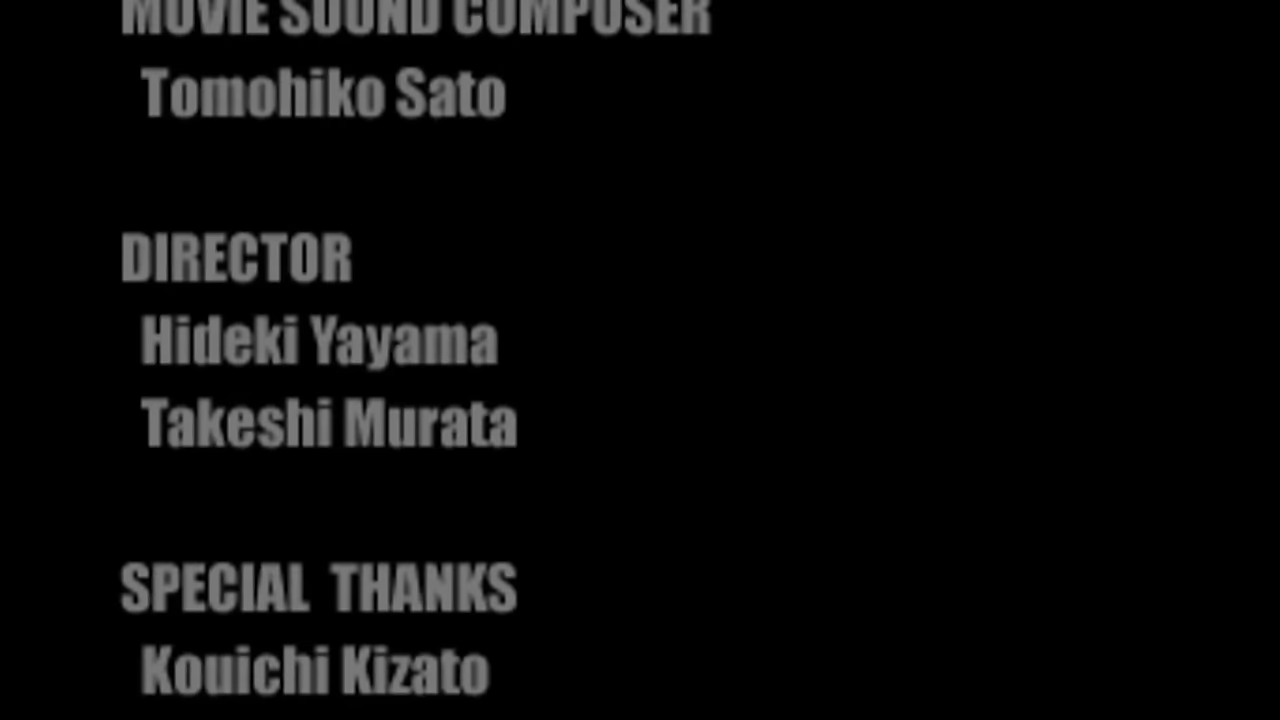 MOVIE SOUND COMPOSER
Tomohiko Sato
DIRECTOR
Hideki Yayama
Takeshi Murata
SPECIAL THANKS
Kouichi Kizato